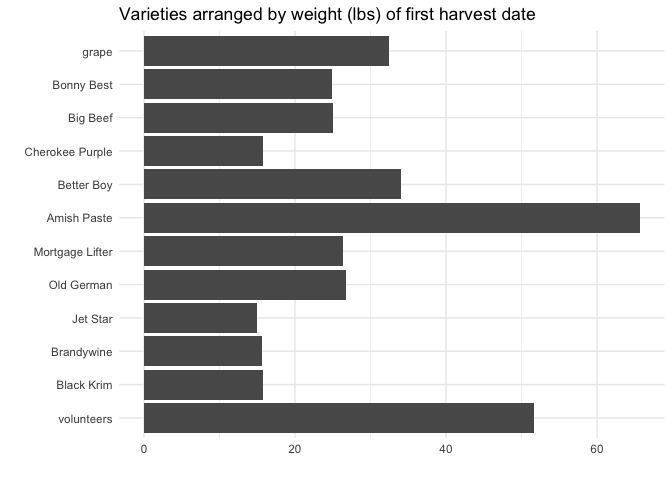 Varieties arranged by weight (lbs) of first harvest date
grape
Bonny Best
Big Beef
Cherokee Purple
Better Boy
Amish Paste
Mortgage Lifter
Old German
Jet Star
Brandywine
Black Krim
volunteers
0 20 40 60